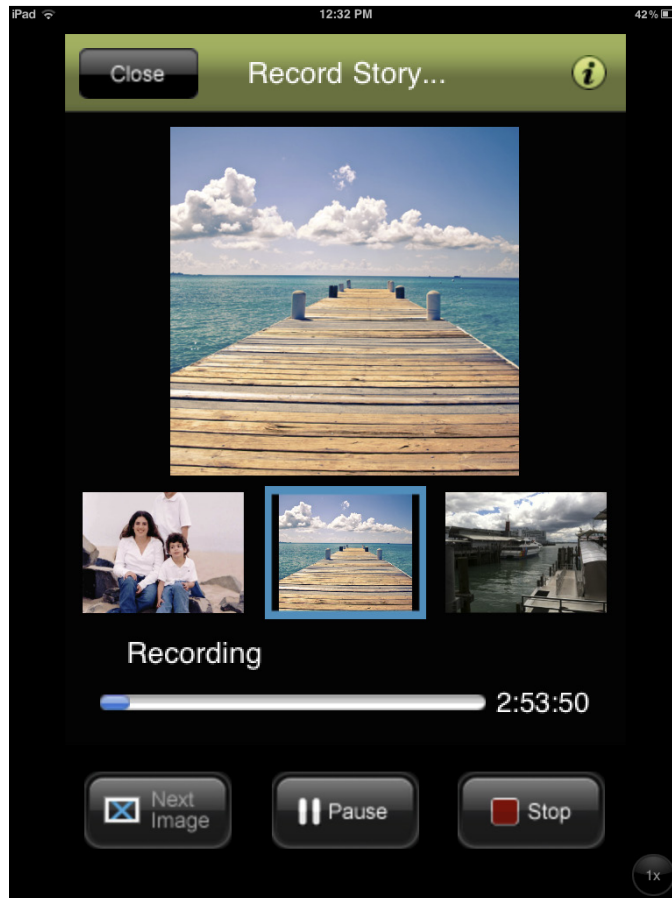 iPad
12:32 PM
42%
Close
Record Story...
i
Recording
2:53:50
Next
Image
Pause
Stop
1x